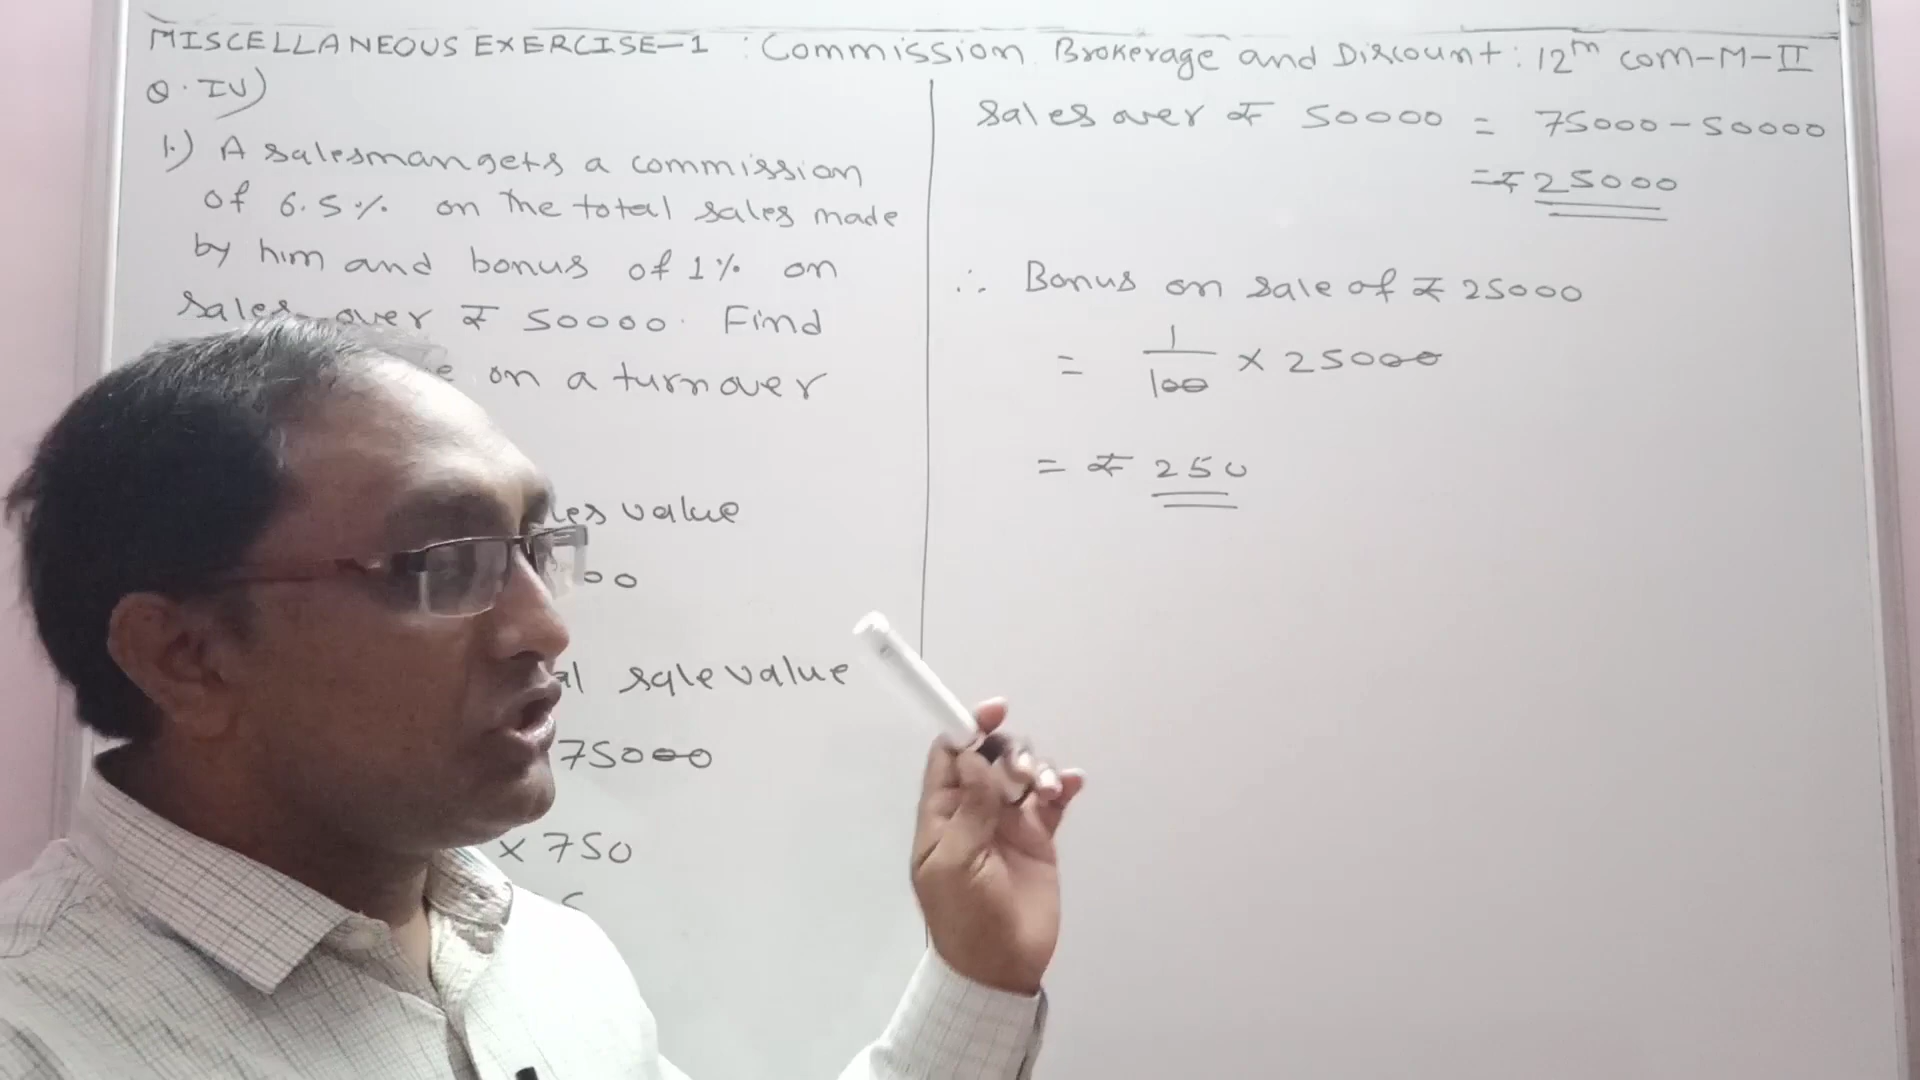 MISCELLANEOUS EXERCISE-1 : Commission Brokerage and Discount : 12th com-M-II
Q. IV)
1.) A salesman gets a commission
of 6.5% on the total sales made
by him and bonus of 1% on
sales over ₹ 50000. Find
on a turnover
value
al sale value
75000
× 750
Sales over ₹ 50000 = 75000-50000
= ₹ 25000
∴ Bonus on sale of ₹ 25000
= 1/100 × 25000
= ₹ 250